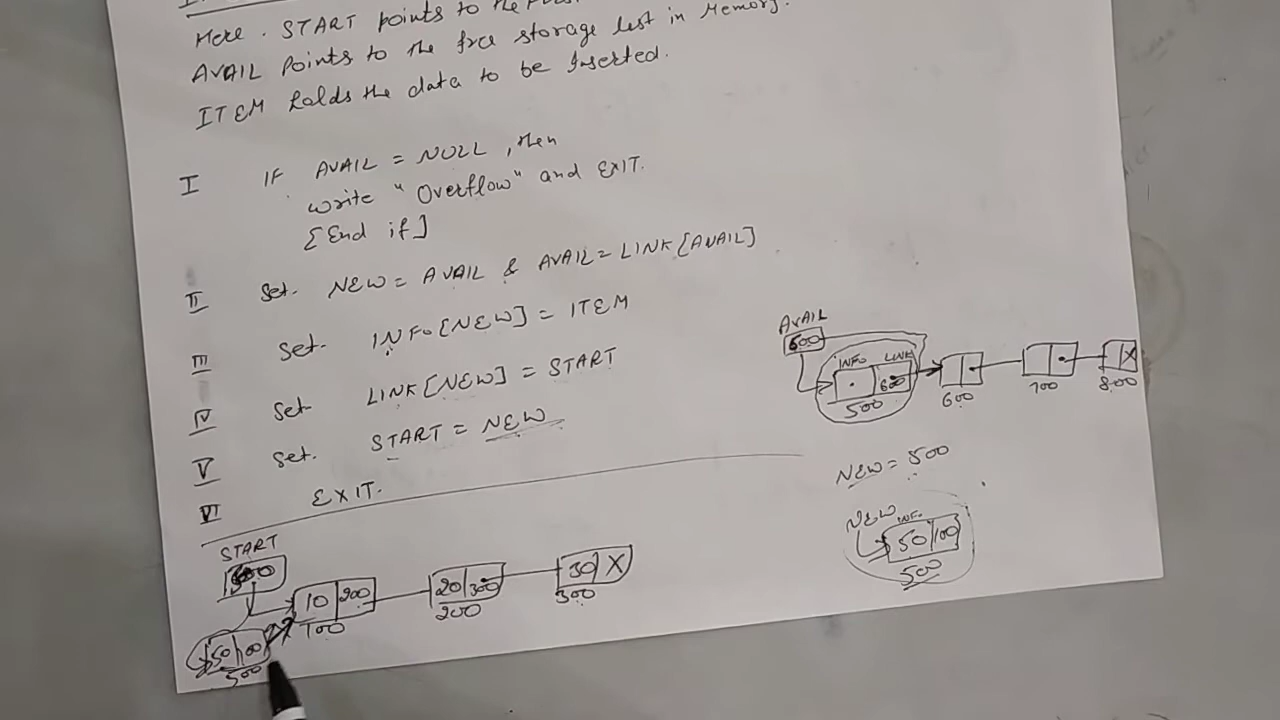 Here. START points to the
AVAIL Points to the free storage list in Memory.
ITEM holds the data to be Inserted.
I IF AVAIL = NULL, then
write "Overflow" and EXIT.
[End if]
II Set NEW = AVAIL & AVAIL = LINK[AVAIL]
III Set INFO[NEW] = ITEM
IV Set LINK[NEW] = START
V Set START = NEW
VI EXIT.
AVAIL
600
INFO LINK
600
500 600 700 800
X
NEW = 500
NEW INFO
50 100
500
START
500
10 200 20 300 30 X
100 200 300
50 100
500